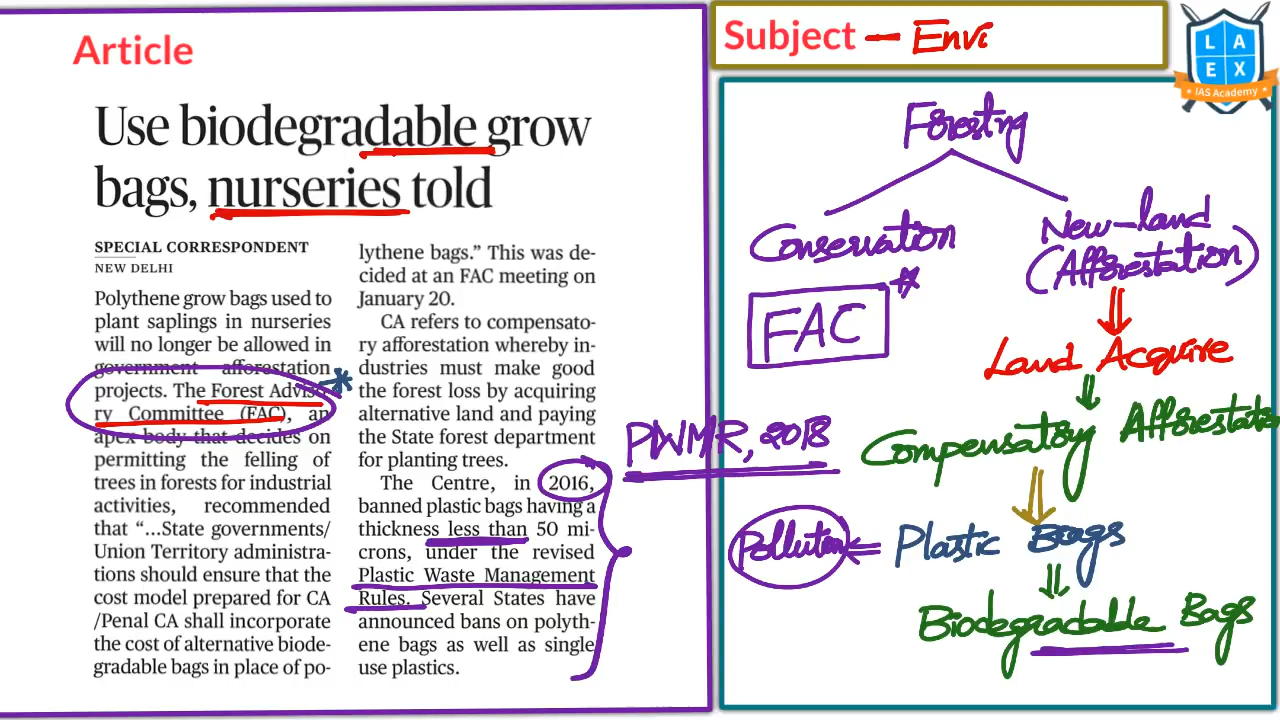 Article
Use biodegradable grow
bags, nurseries told
SPECIAL CORRESPONDENT
NEW DELHI
Polythene grow bags used to
plant saplings in nurseries
will no longer be allowed in
government afforestation
projects. The Forest Adviso-
ry Committee (FAC), an
apex body that decides on
permitting the felling of
trees in forests for industrial
activities, recommended
that “...State governments/
Union Territory administra-
tions should ensure that the
cost model prepared for CA
/Penal CA shall incorporate
the cost of alternative biode-
gradable bags in place of po-
lythene bags.” This was de-
cided at an FAC meeting on
January 20.
CA refers to compensato-
ry afforestation whereby in-
dustries must make good
the forest loss by acquiring
alternative land and paying
the State forest department
for planting trees.
The Centre, in 2016,
banned plastic bags having a
thickness less than 50 mi-
crons, under the revised
Plastic Waste Management
Rules. Several States have
announced bans on polyth-
ene bags as well as single
use plastics.
PWMR, 2018
Subject - Envi
LAEX
IAS Academy
Conservation
New-land
(Afforestation)
FAC
Land Acquire
Compensatory Afforestation
Plastic Bags
Biodegradable Bags